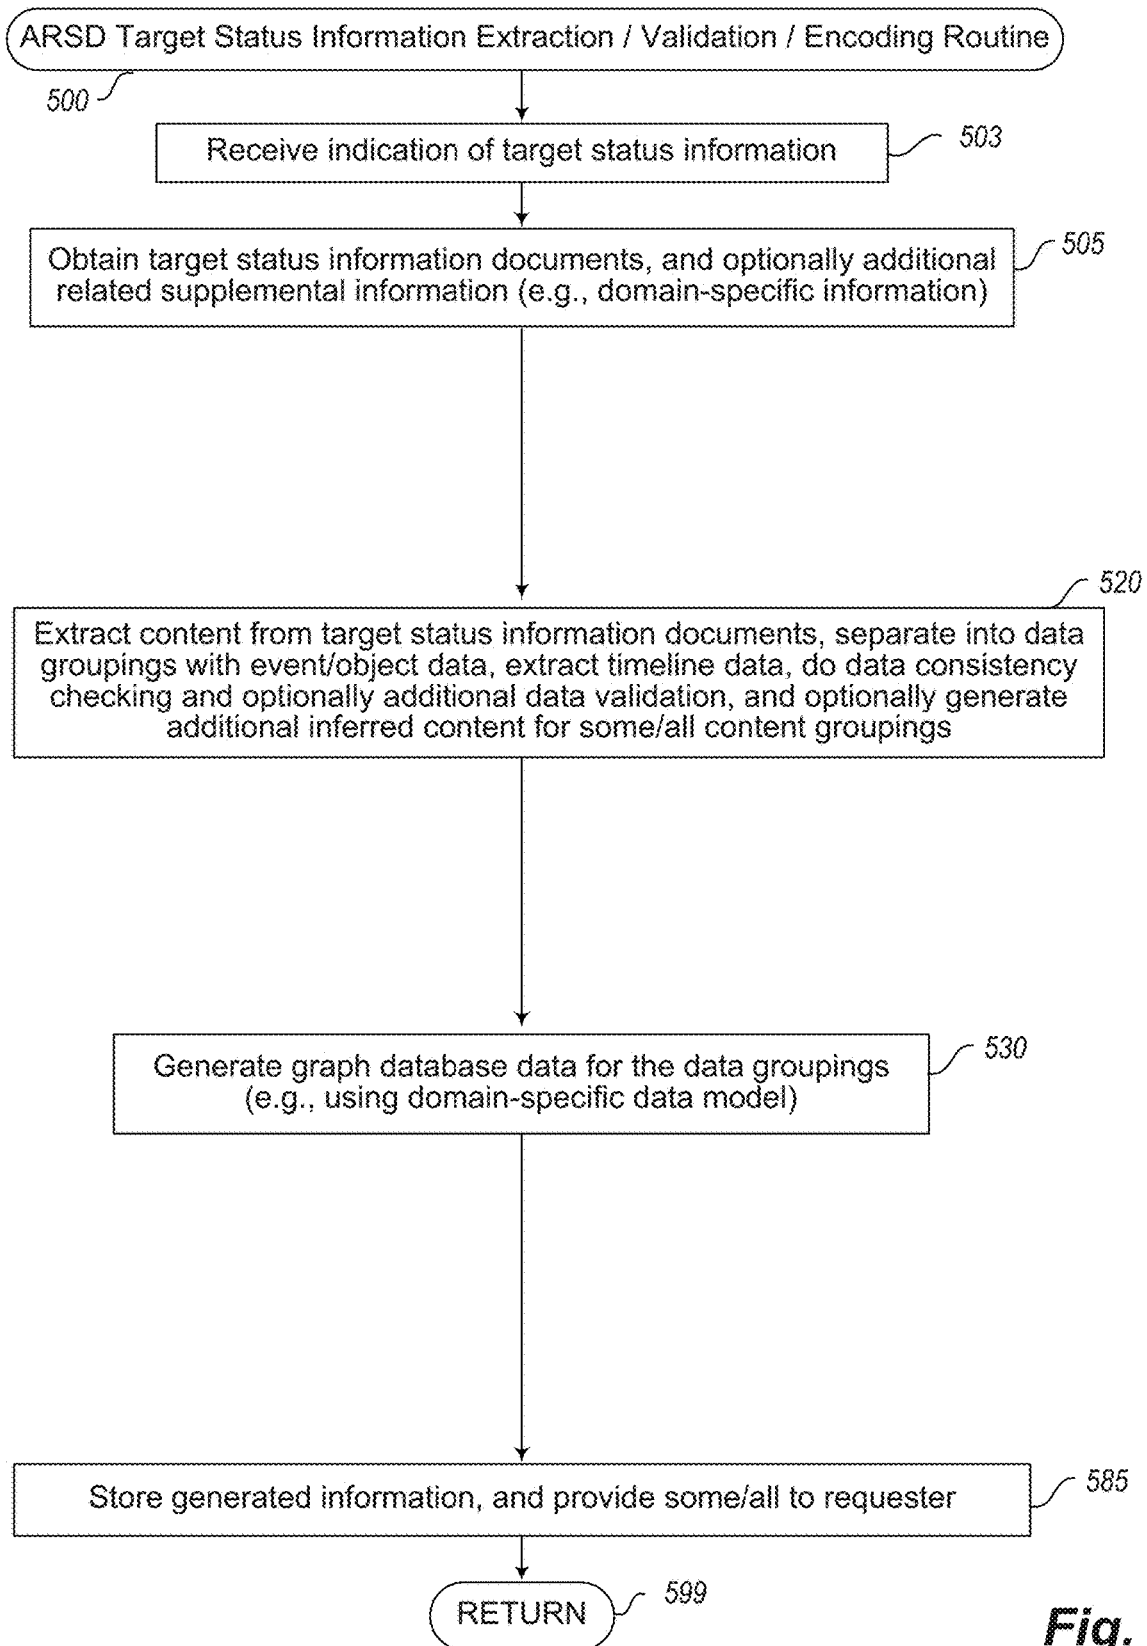 ARSD Target Status Information Extraction / Validation / Encoding Routine
500
Receive indication of target status information
503
Obtain target status information documents, and optionally additional
related supplemental information (e.g., domain-specific information)
505
520
Extract content from target status information documents, separate into data
groupings with event/object data, extract timeline data, do data consistency
checking and optionally additional data validation, and optionally generate
additional inferred content for some/all content groupings
Generate graph database data for the data groupings
(e.g., using domain-specific data model)
530
Store generated information, and provide some/all to requester
585
RETURN
599
Fig.